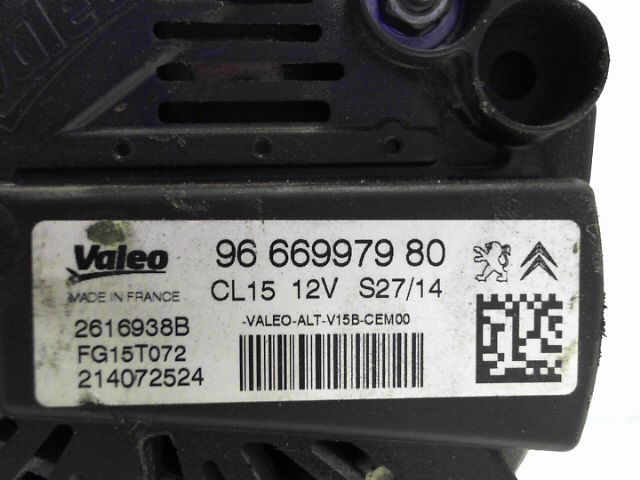 Valeo
96 669979 80
MADE IN FRANCE
CL15 12V S27/14
2616938B
-VALEO-ALT-V15B-CEM00
FG15T072
214072524